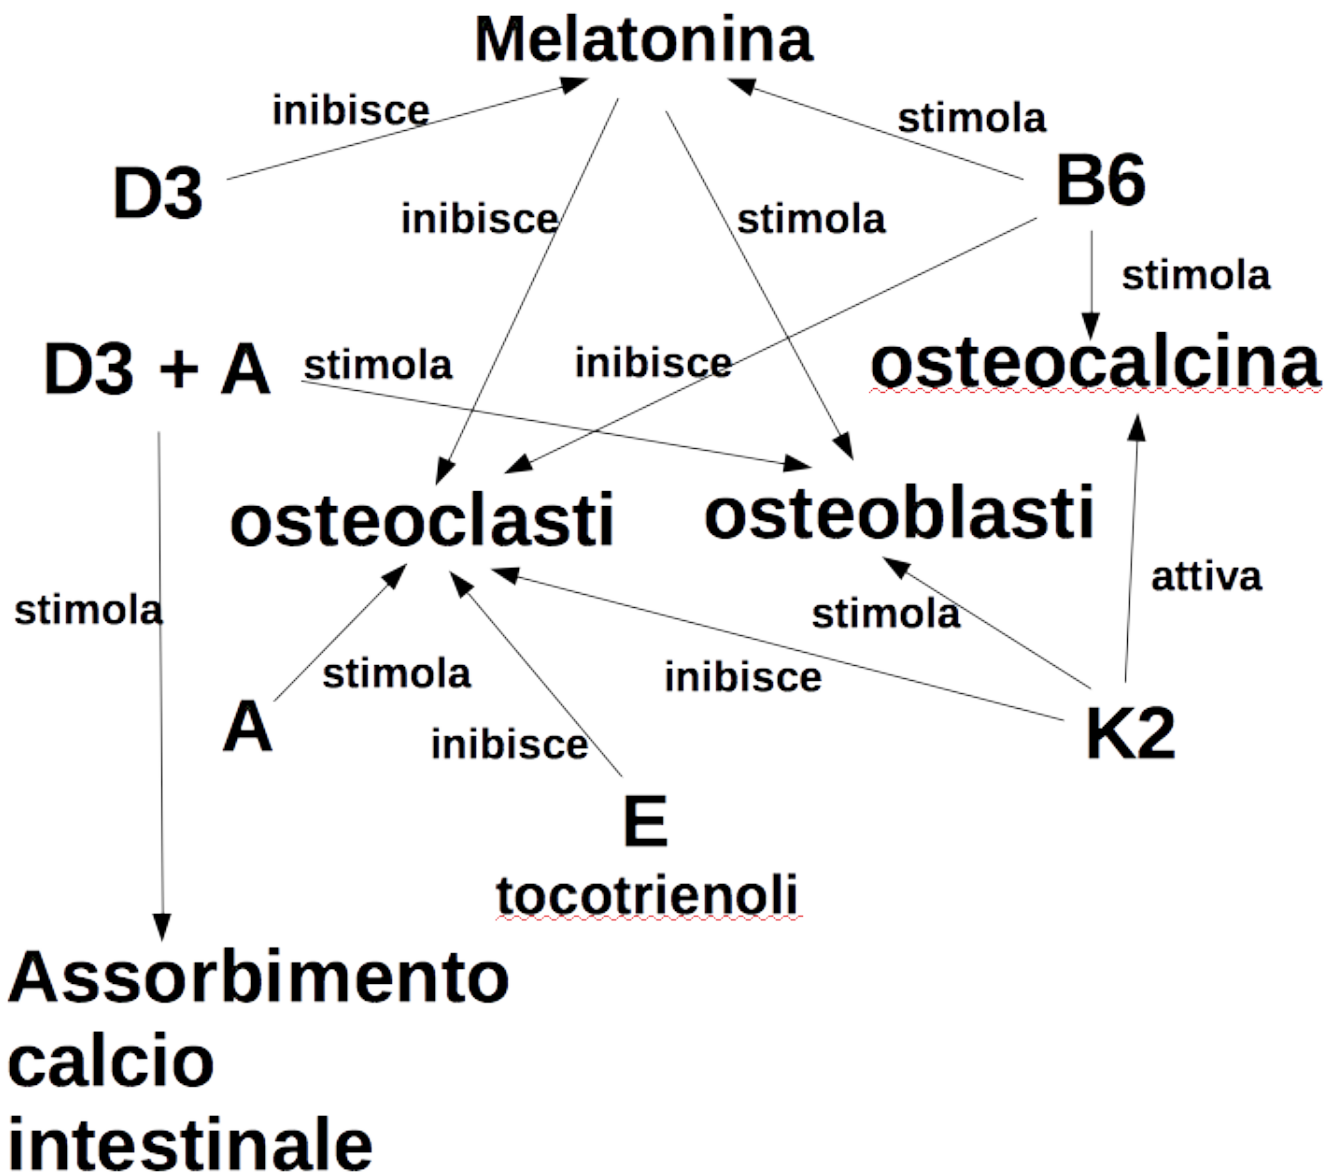 Melatonina
inibisce
stimola
D3
B6
inibisce
stimola
stimola
D3 + A
stimola
inibisce
osteocalcina
osteoclasti
osteoblasti
stimola
stimola
attiva
stimola
inibisce
A
inibisce
K2
E
tocotrienoli
Assorbimento
calcio
intestinale